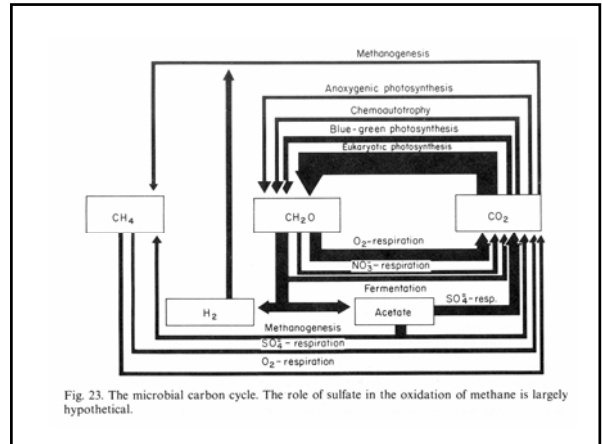 Methanogenesis
Anoxygenic photosynthesis
Chemoautotrophy
Blue-green photosynthesis
Eukaryotic photosynthesis
CH₄
CH₂O
CO₂
O₂-respiration
NO₃⁻-respiration
Fermentation
SO₄⁼-resp.
H₂
Acetate
Methanogenesis
SO₄⁼-respiration
O₂-respiration
Fig. 23. The microbial carbon cycle. The role of sulfate in the oxidation of methane is largely
hypothetical.